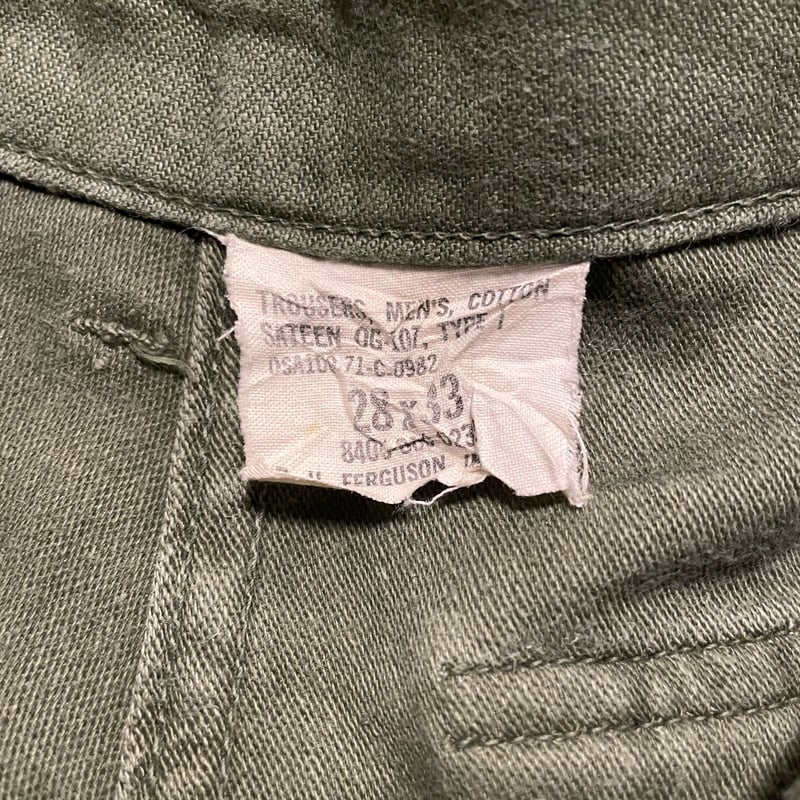 TROUSERS, MEN'S, COTTON
SATEEN OG-107, TYPE I
DSA100-71-C-0982
28 x 33
FERGUSON